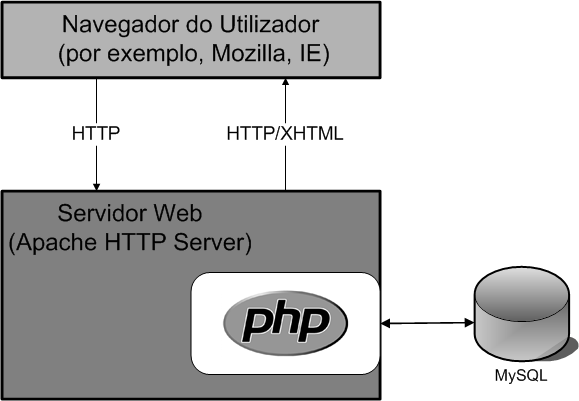 Navegador do Utilizador
(por exemplo, Mozilla, IE)
HTTP
HTTP/XHTML
Servidor Web
(Apache HTTP Server)
php
MySQL